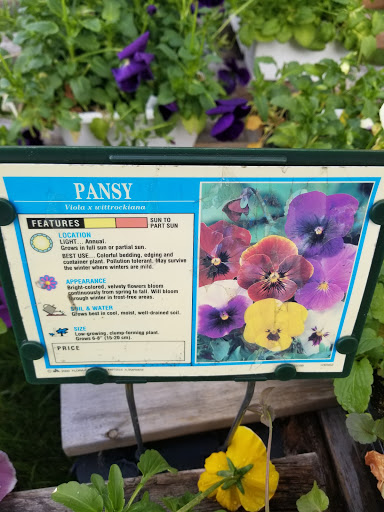 PANSY
Viola x wittrockiana
FEATURES
SUN TO
PART SUN
LOCATION
LIGHT... Annual.
Grows in full sun or partial sun.
BEST USE... Colorful bedding, edging and
container plant. Pollution tolerant. May survive
the winter where winters are mild.
APPEARANCE
Bright-colored, velvety flowers bloom
continuously from spring to fall. Will bloom
through winter in frost-free areas.
SOIL & WATER
Grows best in cool, moist, well-drained soil.
SIZE
Low-growing, clump forming plant.
Grows 6-8" (15-20 cm).
PRICE